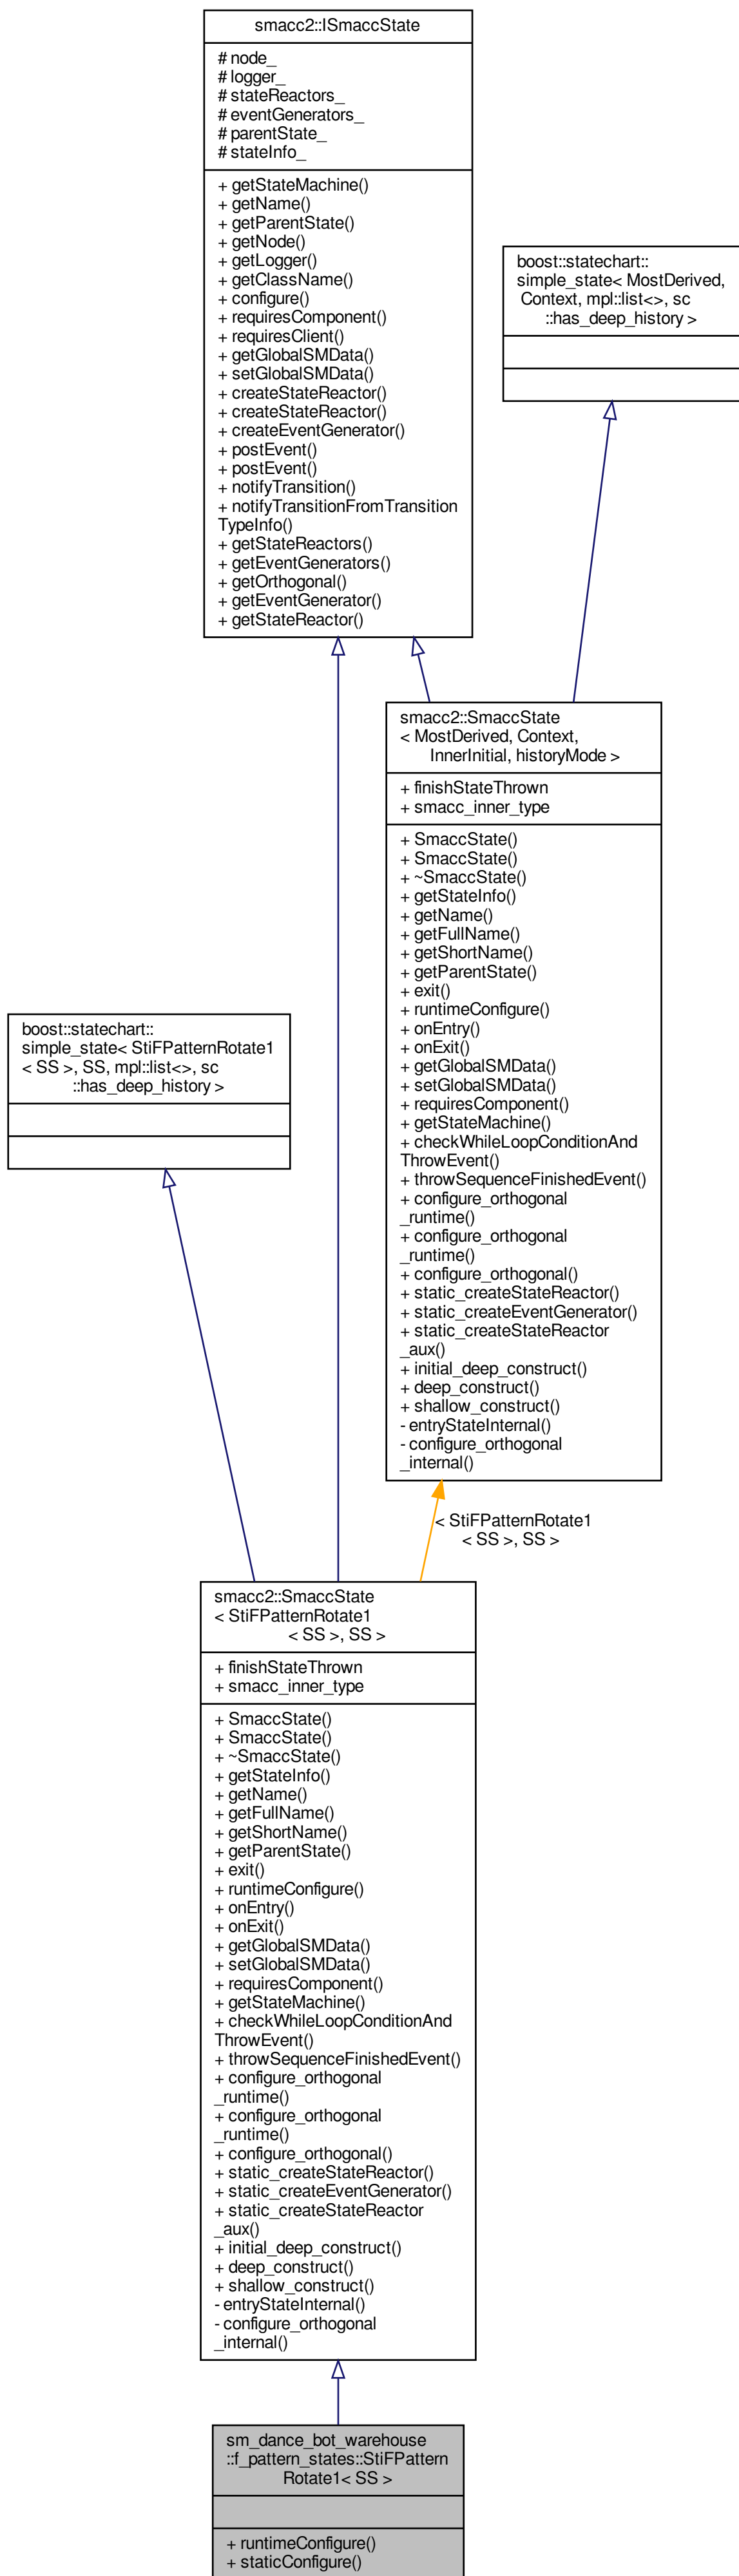 smacc2::ISmaccState
# node_
# logger_
# stateReactors_
# eventGenerators_
# parentState_
# stateInfo_
+ getStateMachine()
+ getName()
+ getParentState()
+ getNode()
+ getLogger()
+ getClassName()
+ configure()
+ requiresComponent()
+ requiresClient()
+ getGlobalSMData()
+ setGlobalSMData()
+ createStateReactor()
+ createStateReactor()
+ createEventGenerator()
+ postEvent()
+ postEvent()
+ notifyTransition()
+ notifyTransitionFromTransition
TypeInfo()
+ getStateReactors()
+ getEventGenerators()
+ getOrthogonal()
+ getEventGenerator()
+ getStateReactor()
boost::statechart::
simple_state< MostDerived,
Context, mpl::list<>, sc
::has_deep_history >
smacc2::SmaccState
< MostDerived, Context,
InnerInitial, historyMode >
+ finishStateThrown
+ smacc_inner_type
+ SmaccState()
+ SmaccState()
+ ~SmaccState()
+ getStateInfo()
+ getName()
+ getFullName()
+ getShortName()
+ getParentState()
+ exit()
+ runtimeConfigure()
+ onEntry()
+ onExit()
+ getGlobalSMData()
+ setGlobalSMData()
+ requiresComponent()
+ getStateMachine()
+ checkWhileLoopConditionAnd
ThrowEvent()
+ throwSequenceFinishedEvent()
+ configure_orthogonal
_runtime()
+ configure_orthogonal
_runtime()
+ configure_orthogonal()
+ static_createStateReactor()
+ static_createEventGenerator()
+ static_createStateReactor
_aux()
+ initial_deep_construct()
+ deep_construct()
+ shallow_construct()
- entryStateInternal()
- configure_orthogonal
_internal()
boost::statechart::
simple_state< StiFPatternRotate1
< SS >, SS, mpl::list<>, sc
::has_deep_history >
< StiFPatternRotate1
< SS >, SS >
smacc2::SmaccState
< StiFPatternRotate1
< SS >, SS >
+ finishStateThrown
+ smacc_inner_type
+ SmaccState()
+ SmaccState()
+ ~SmaccState()
+ getStateInfo()
+ getName()
+ getFullName()
+ getShortName()
+ getParentState()
+ exit()
+ runtimeConfigure()
+ onEntry()
+ onExit()
+ getGlobalSMData()
+ setGlobalSMData()
+ requiresComponent()
+ getStateMachine()
+ checkWhileLoopConditionAnd
ThrowEvent()
+ throwSequenceFinishedEvent()
+ configure_orthogonal
_runtime()
+ configure_orthogonal
_runtime()
+ configure_orthogonal()
+ static_createStateReactor()
+ static_createEventGenerator()
+ static_createStateReactor
_aux()
+ initial_deep_construct()
+ deep_construct()
+ shallow_construct()
- entryStateInternal()
- configure_orthogonal
_internal()
sm_dance_bot_warehouse
::f_pattern_states::StiFPattern
Rotate1< SS >
+ runtimeConfigure()
+ staticConfigure()